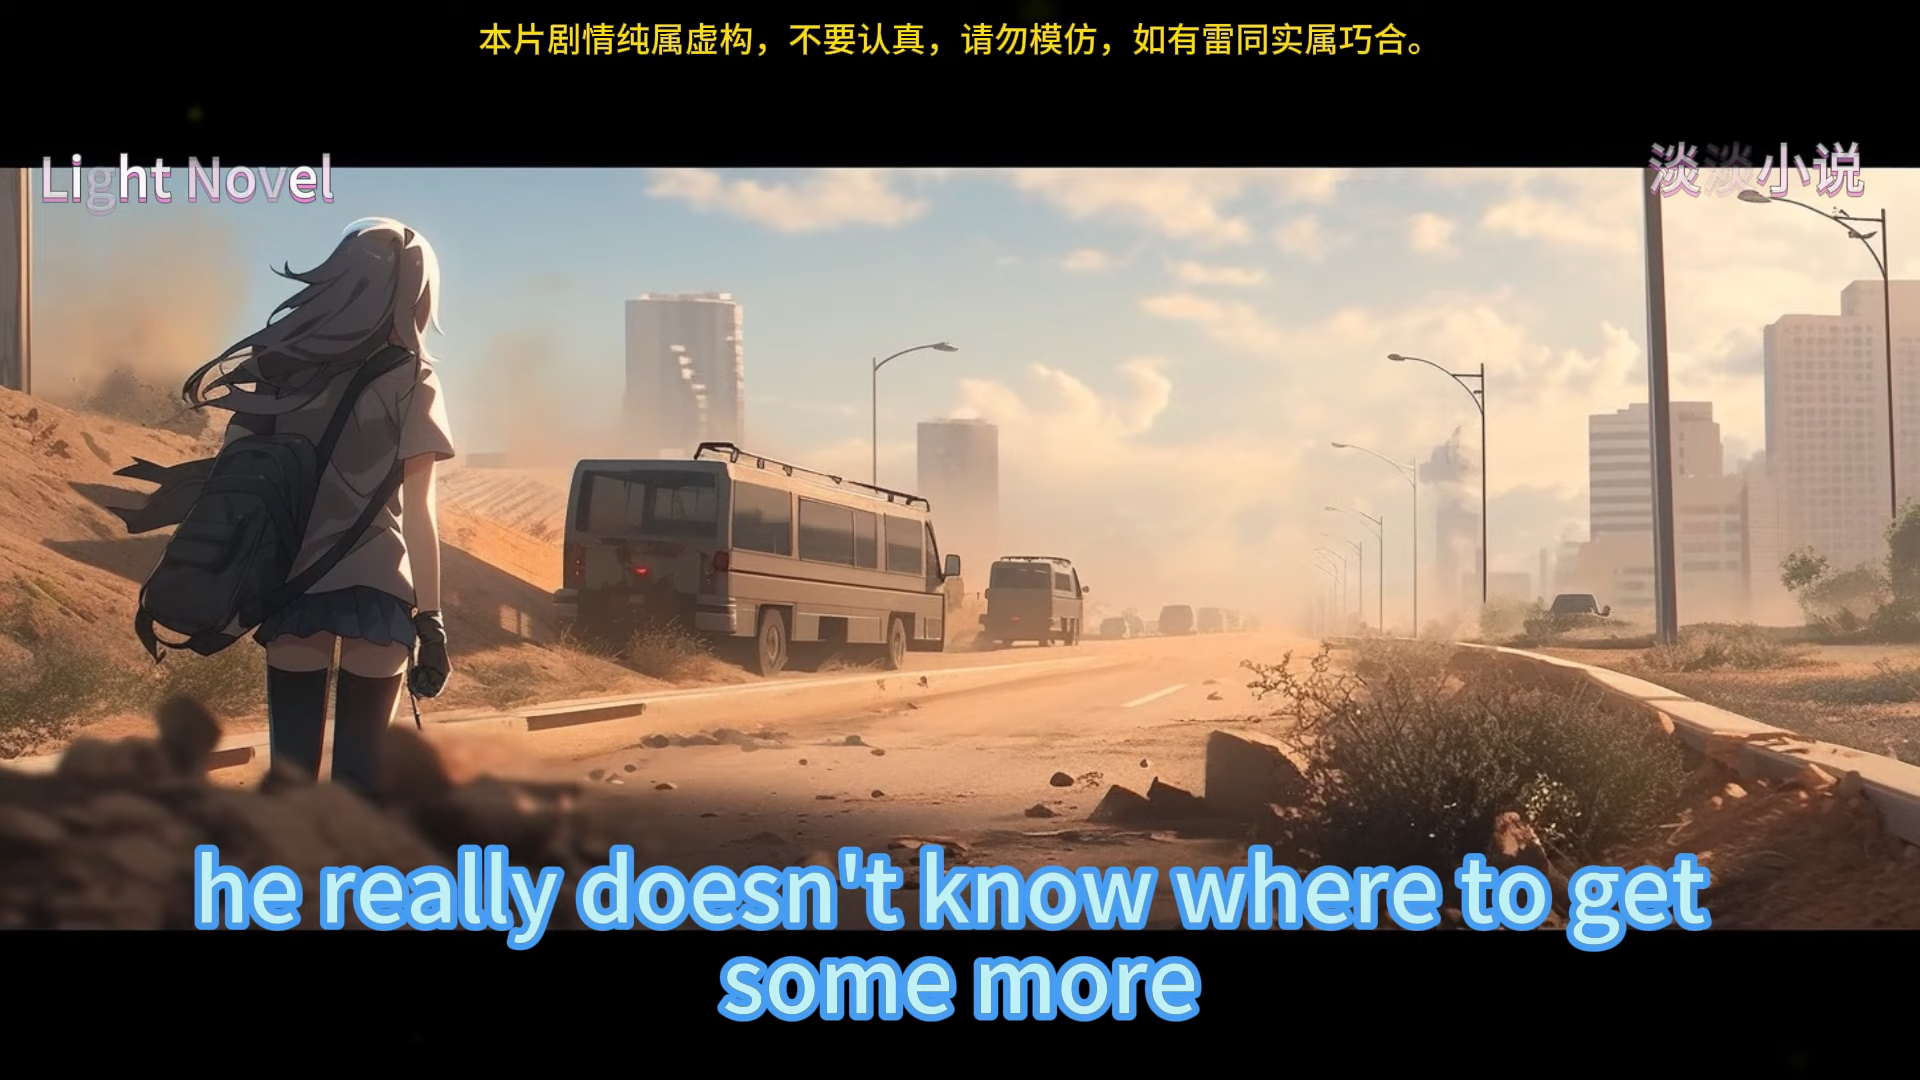 本片剧情纯属虚构，不要认真，请勿模仿，如有雷同实属巧合。
Light Novel
淡淡小说
he really doesn't know where to get
some more